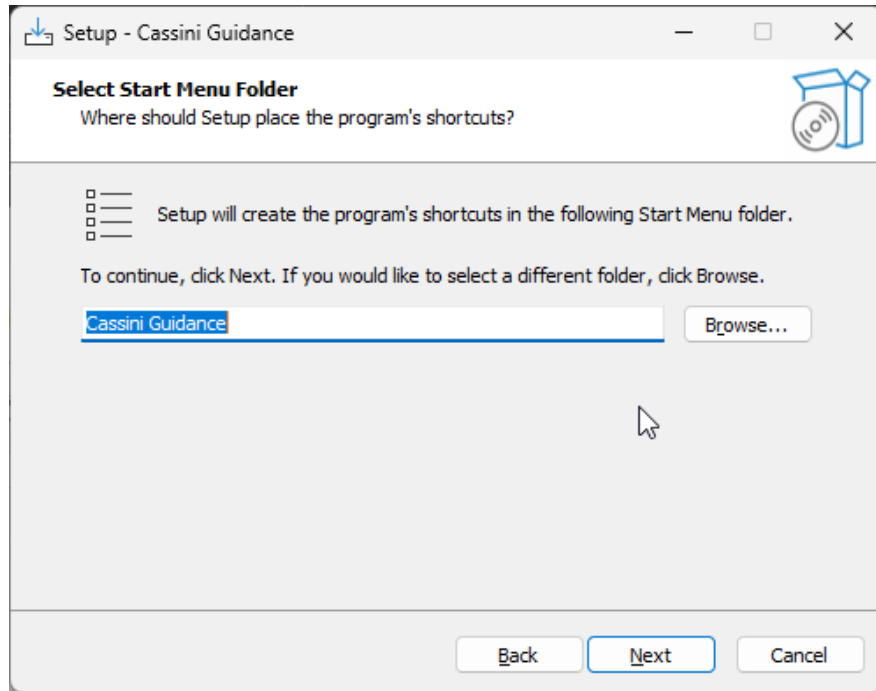 Setup - Cassini Guidance
Select Start Menu Folder
Where should Setup place the program's shortcuts?
Setup will create the program's shortcuts in the following Start Menu folder.
To continue, click Next. If you would like to select a different folder, click Browse.
Cassini Guidance
Browse...
Back
Next
Cancel